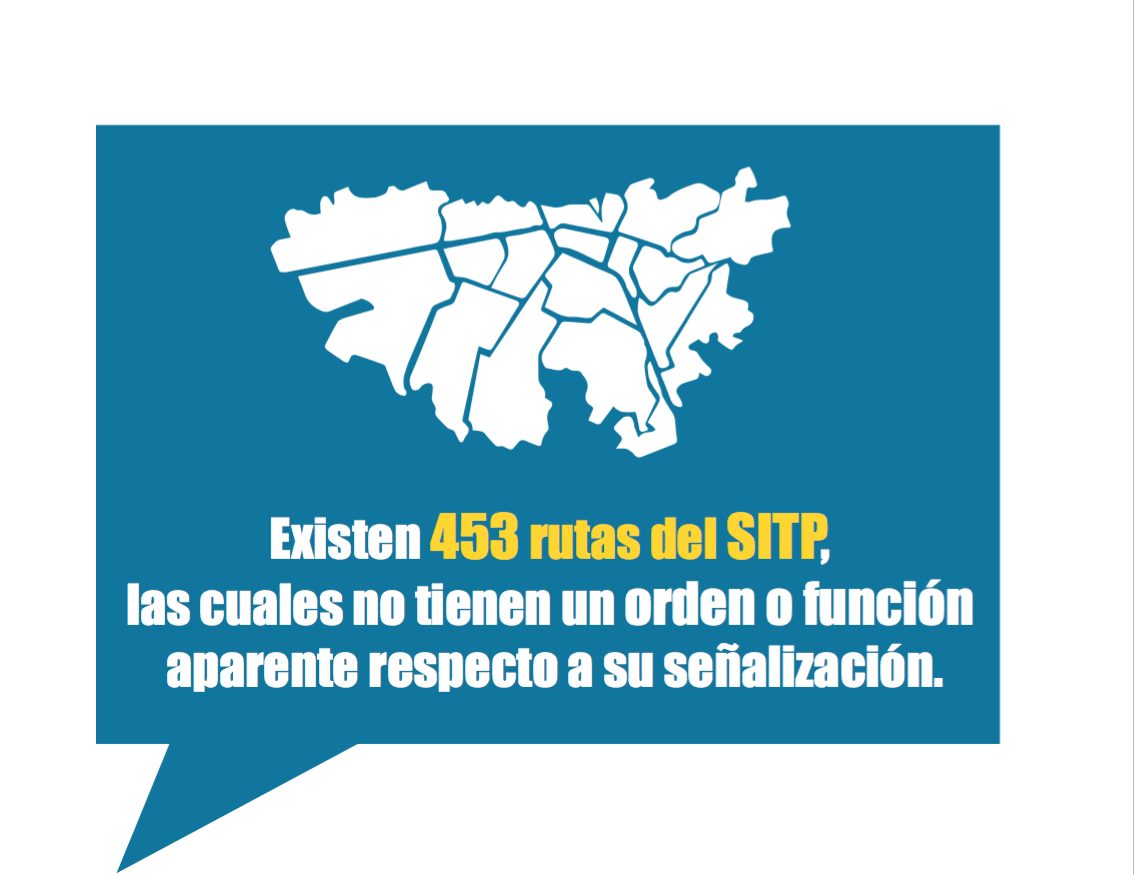 Existen 453 rutas del SITP,
las cuales no tienen un orden o función
aparente respecto a su señalización.